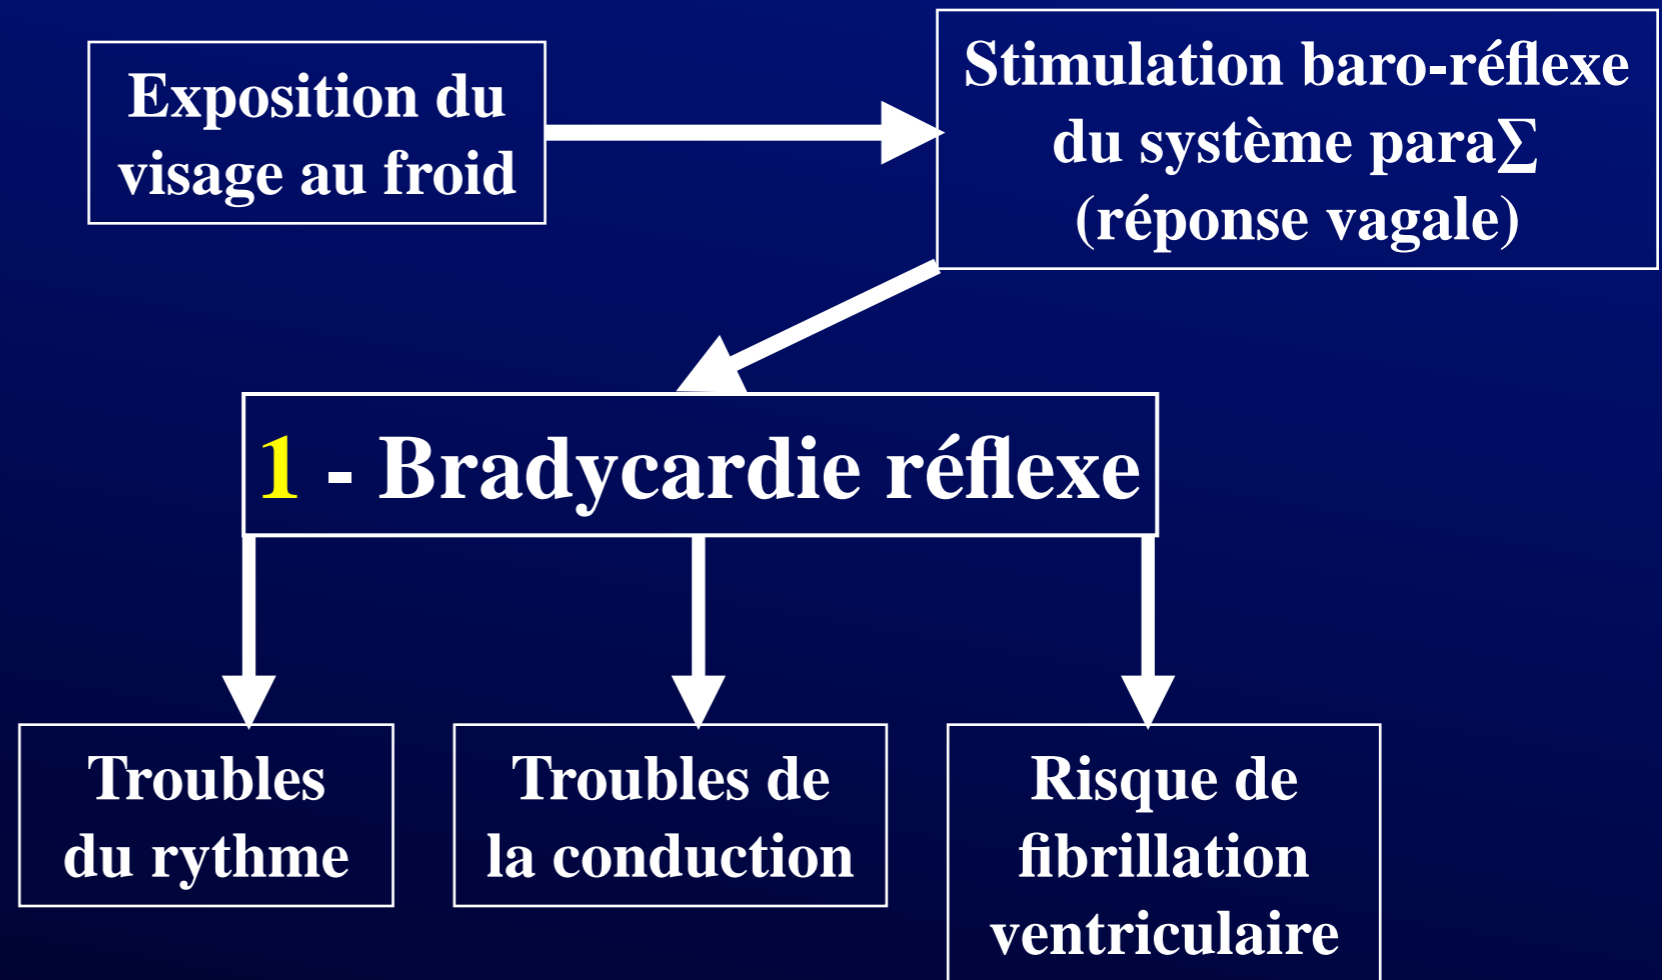 Exposition du
visage au froid
Stimulation baro-réflexe
du système para∑
(réponse vagale)
1 - Bradycardie réflexe
Troubles
du rythme
Troubles de
la conduction
Risque de
fibrillation
ventriculaire